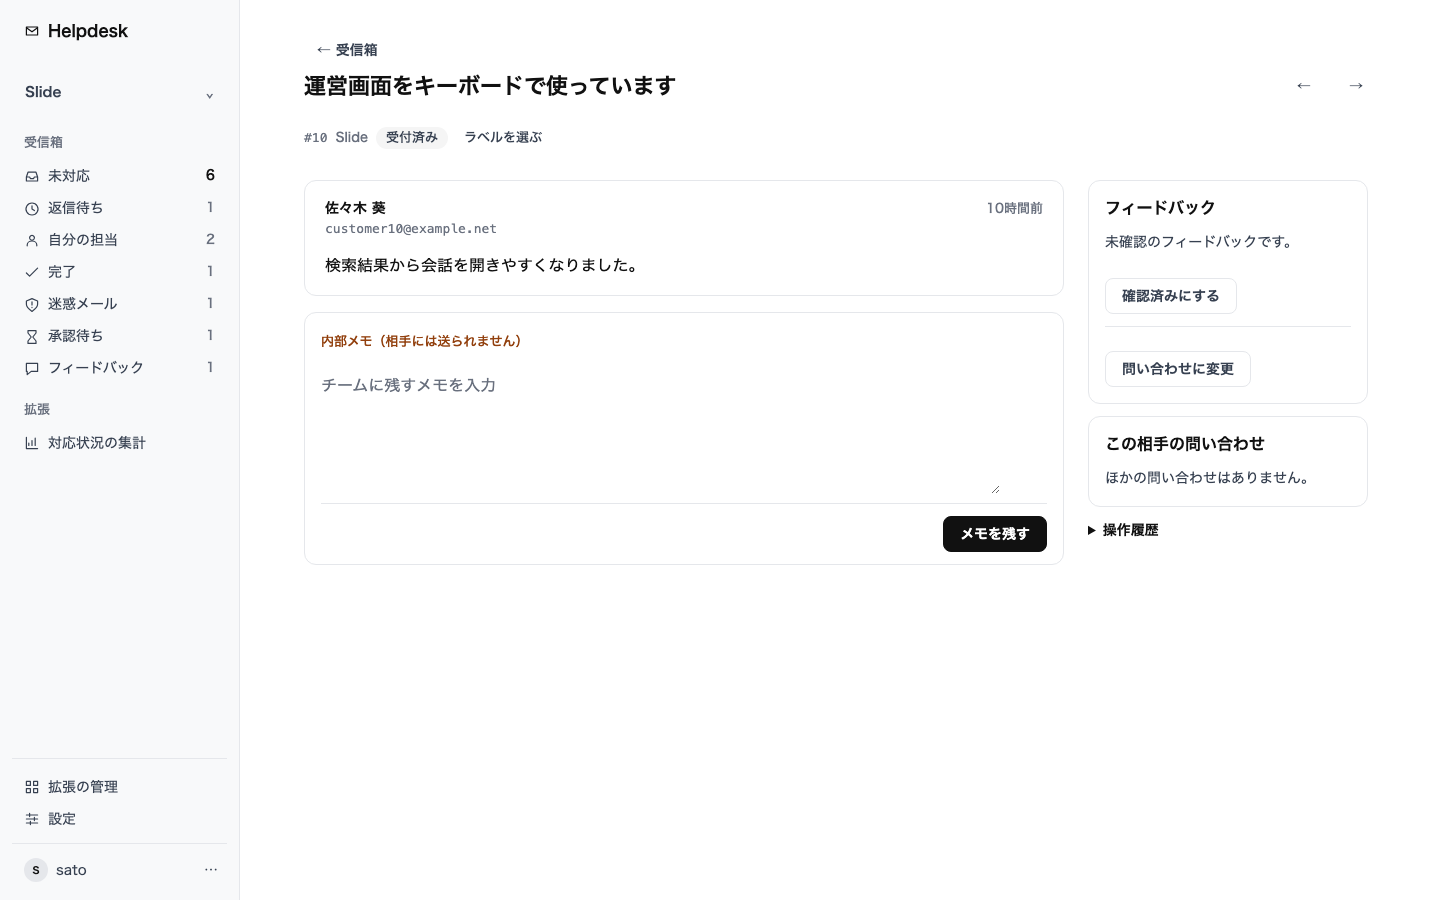 Helpdesk
Slide
受信箱
未対応 6
返信待ち 1
自分の担当 2
完了 1
迷惑メール 1
承認待ち 1
フィードバック 1
拡張
対応状況の集計
拡張の管理
設定
S sato ...
← 受信箱
運営画面をキーボードで使っています ← →
#10 Slide 受付済み ラベルを選ぶ
佐々木 葵 10時間前
customer10@example.net
検索結果から会話を開きやすくなりました。
内部メモ（相手には送られません）
チームに残すメモを入力
メモを残す
フィードバック
未確認のフィードバックです。
確認済みにする
問い合わせに変更
この相手の問い合わせ
ほかの問い合わせはありません。
▶ 操作履歴